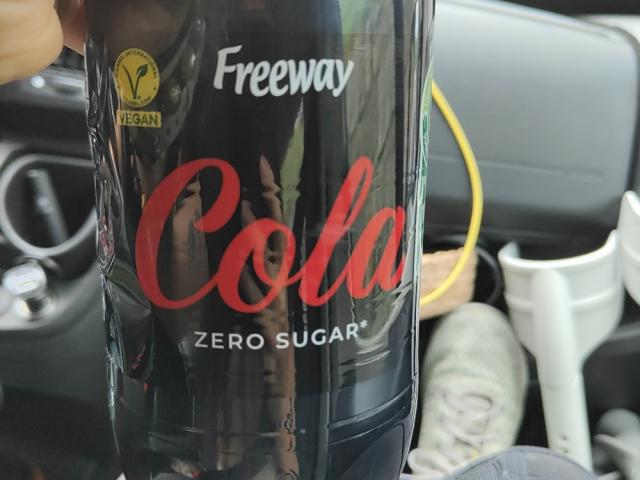 Freeway
VEGAN
Cola
ZERO SUGAR*